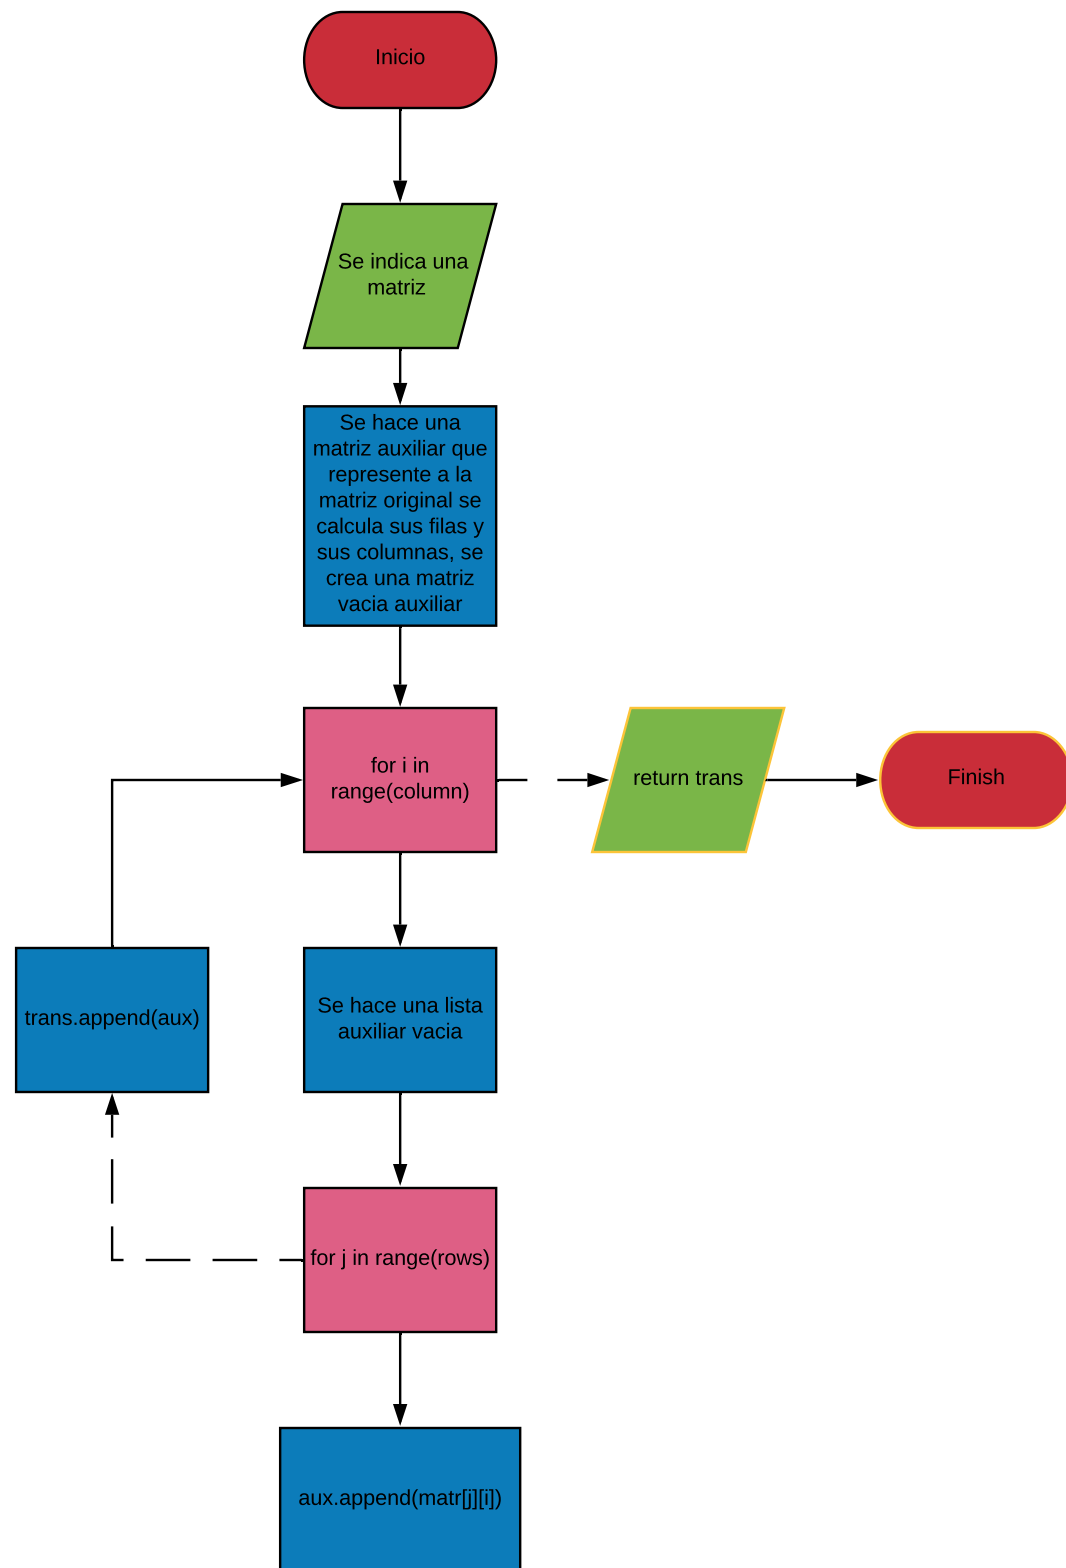 Inicio
Se indica una
matriz
Se hace una
matriz auxiliar que
represente a la
matriz original se
calcula sus filas y
sus columnas, se
crea una matriz
vacia auxiliar
for i in
range(column)
return trans
Finish
trans.append(aux)
Se hace una lista
auxiliar vacia
for j in range(rows)
aux.append(matr[j][i])